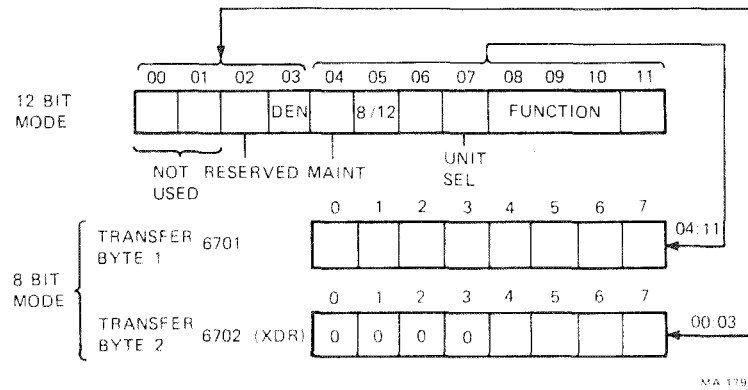 00 01 02 03 04 05 06 07 08 09 10 11
12 BIT
MODE
DEN 8/12 FUNCTION
NOT
USED
RESERVED MAINT
UNIT
SEL
0 1 2 3 4 5 6 7
8 BIT
MODE
TRANSFER
BYTE 1
6701
04:11
0 1 2 3 4 5 6 7
TRANSFER
BYTE 2
6702 (XDR)
0 0 0 0
00:03